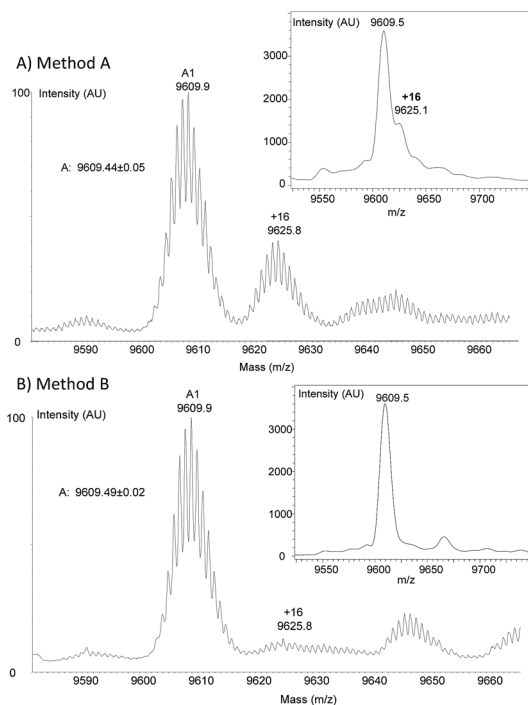 A) Method A
Intensity (AU)
100
0
A1
9609.9
A: 9609.44±0.05
+16
9625.8
9590 9600 9610 9620 9630 9640 9650 9660
Mass (m/z)
Intensity (AU)
9609.5
+16
9625.1
3000
2000
1000
0
9550 9600 9650 9700
m/z
B) Method B
Intensity (AU)
100
0
A1
9609.9
A: 9609.49±0.02
+16
9625.8
9590 9600 9610 9620 9630 9640 9650 9660
Mass (m/z)
Intensity (AU)
9609.5
3000
2000
1000
0
9550 9600 9650 9700
m/z